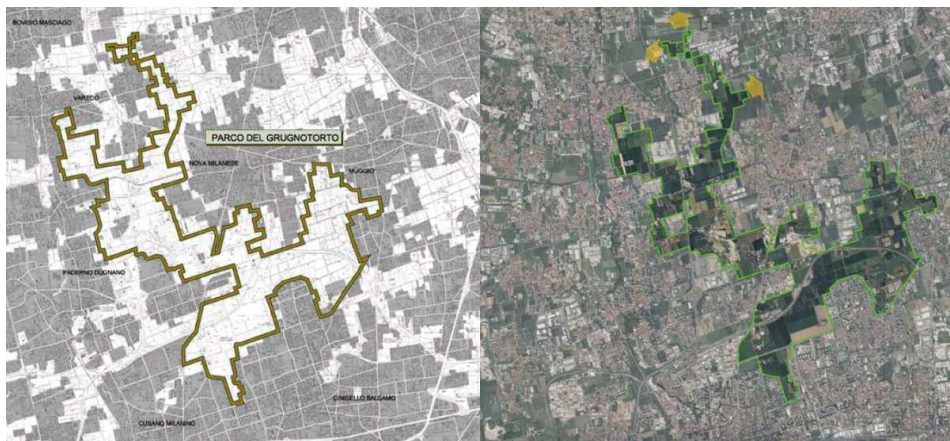 BOVISIO MASCIAGO
VAREDO
PARCO DEL GRUGNOTORTO
NOVA MILANESE
MUGGIO'
PADERNO DUGNANO
CINISELLO BALSAMO
CUSANO MILANINO